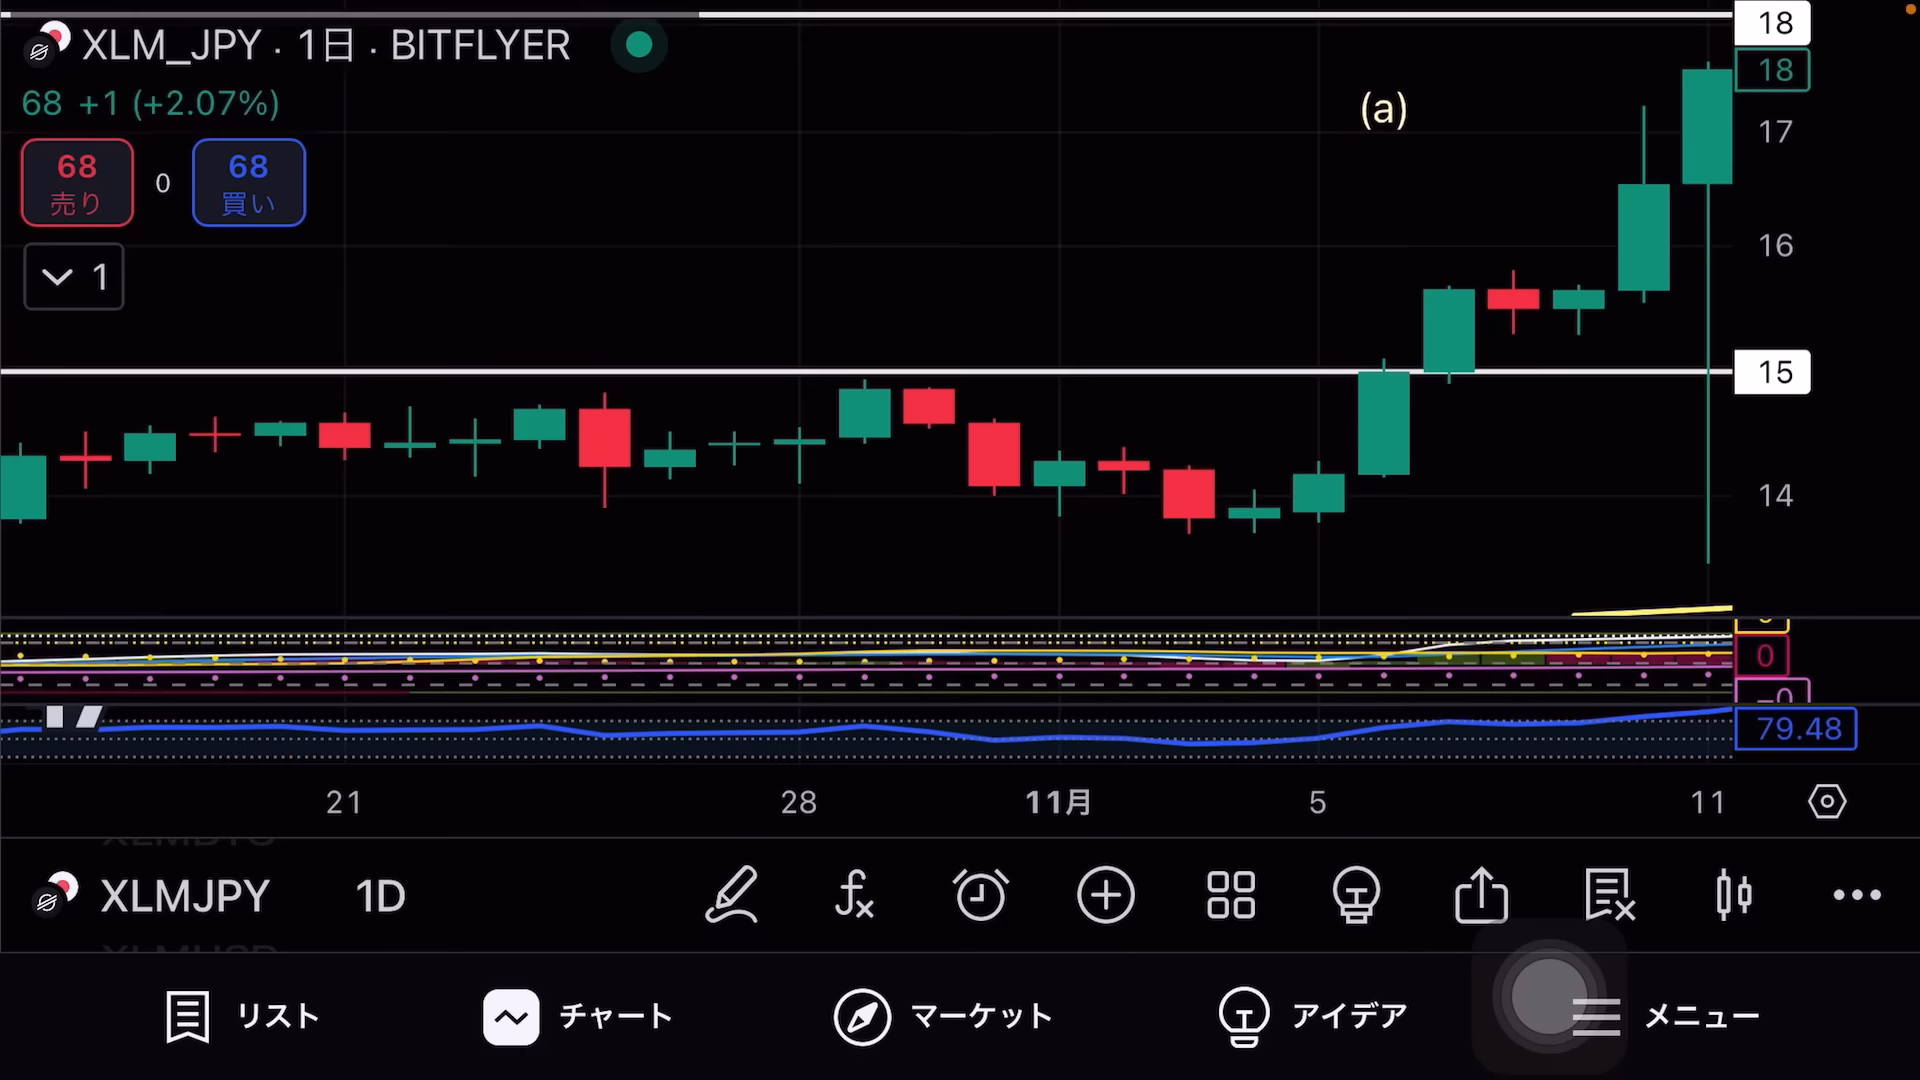 XLM_JPY · 1日 · BITFLYER
68 +1 (+2.07%)
68
売り
0
68
買い
1
(a)
18
18
17
16
15
14
0
79.48
21
28
11月
5
11
XLMJPY
1D
リスト
チャート
マーケット
アイデア
メニュー